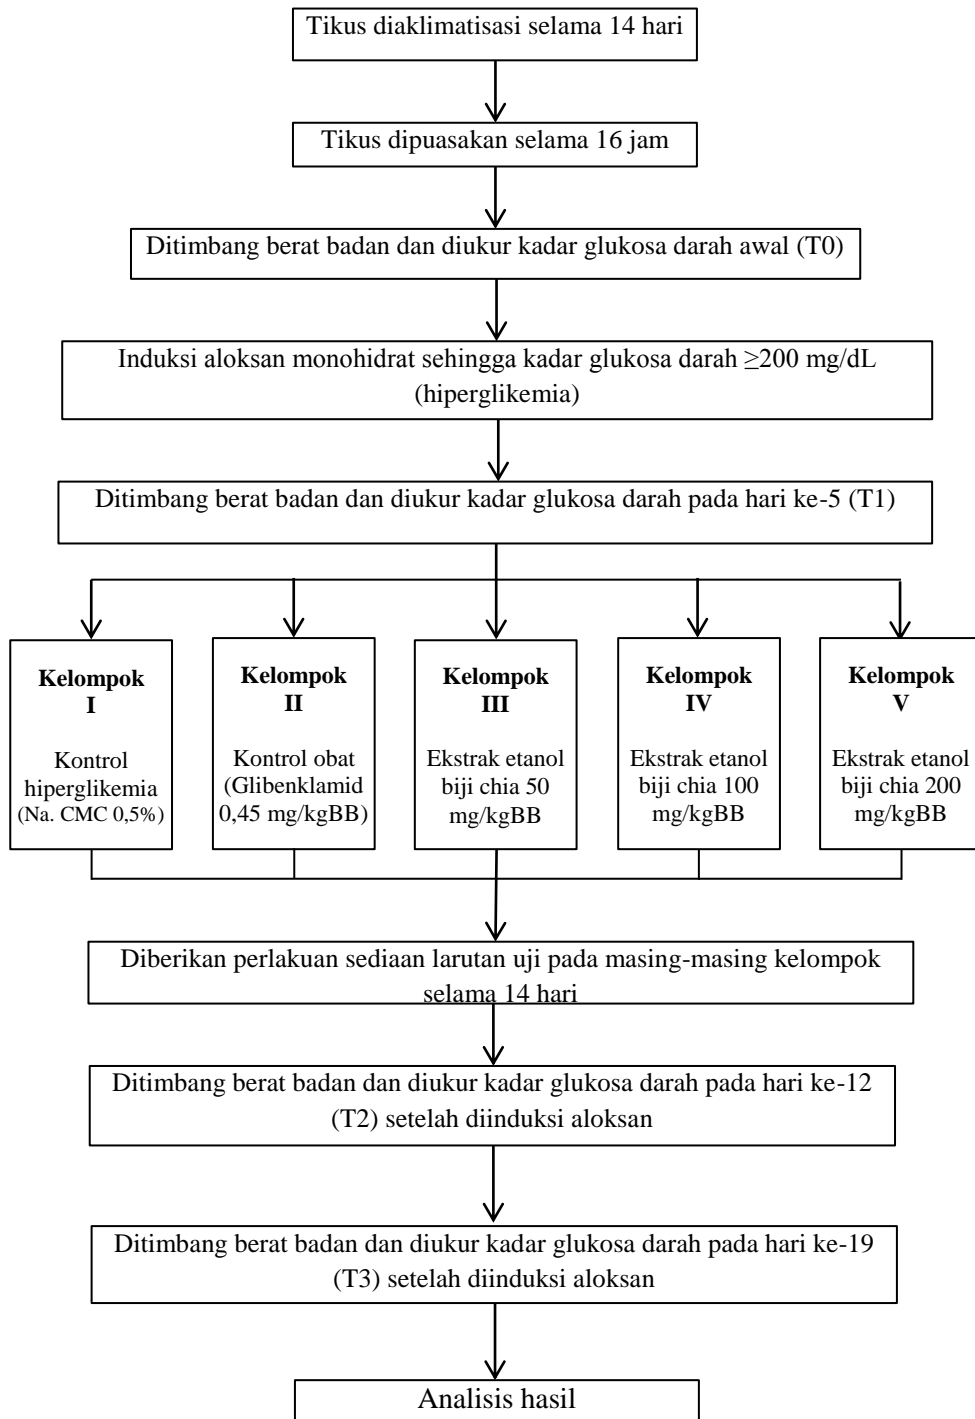 Tikus diaklimatisasi selama 14 hari
Tikus dipuasakan selama 16 jam
Ditimbang berat badan dan diukur kadar glukosa darah awal (T0)
Induksi aloksan monohidrat sehingga kadar glukosa darah ≥200 mg/dL
(hiperglikemia)
Ditimbang berat badan dan diukur kadar glukosa darah pada hari ke-5 (T1)
Kelompok
I
Kontrol
hiperglikemia
(Na. CMC 0,5%)
Kelompok
II
Kontrol obat
(Glibenklamid
0,45 mg/kgBB)
Kelompok
III
Ekstrak etanol
biji chia 50
mg/kgBB
Kelompok
IV
Ekstrak etanol
biji chia 100
mg/kgBB
Kelompok
V
Ekstrak etanol
biji chia 200
mg/kgBB
Diberikan perlakuan sediaan larutan uji pada masing-masing kelompok
selama 14 hari
Ditimbang berat badan dan diukur kadar glukosa darah pada hari ke-12
(T2) setelah diinduksi aloksan
Ditimbang berat badan dan diukur kadar glukosa darah pada hari ke-19
(T3) setelah diinduksi aloksan
Analisis hasil